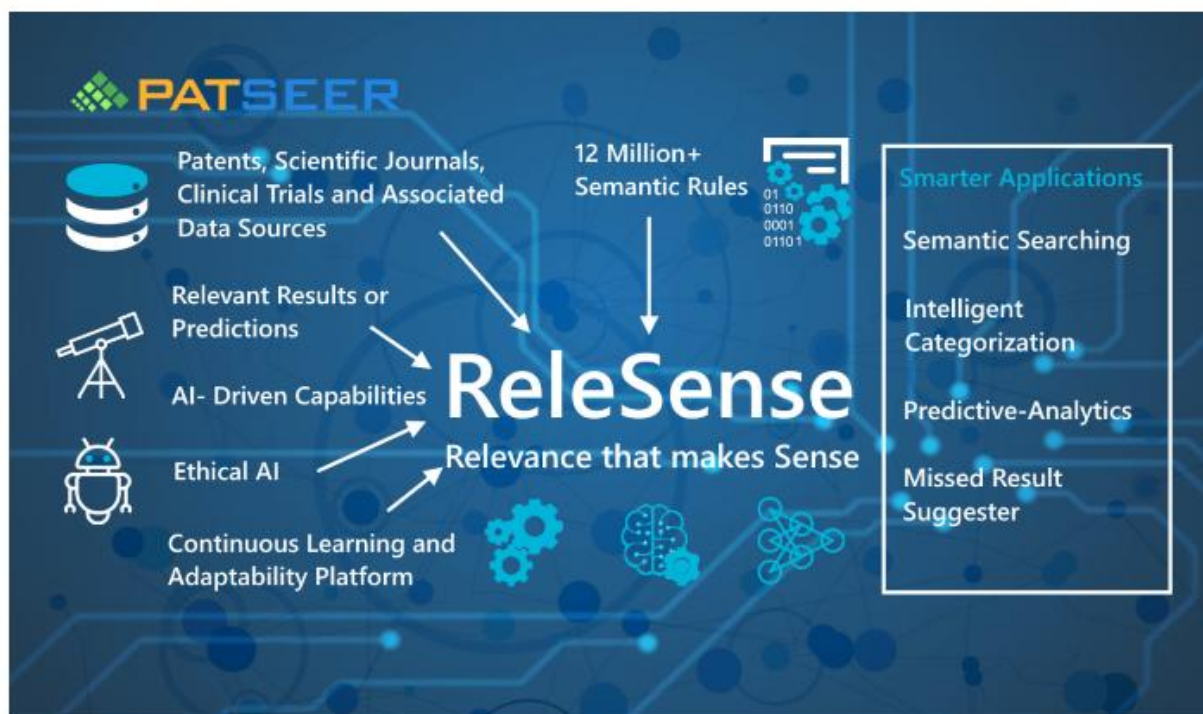 PATSEER
Patents, Scientific Journals,
Clinical Trials and Associated
Data Sources
Relevant Results or
Predictions
AI- Driven Capabilities
Ethical AI
Continuous Learning and
Adaptability Platform
12 Million+
Semantic Rules
01
0110
0001
01101
ReleSense
Relevance that makes Sense
Smarter Applications
Semantic Searching
Intelligent
Categorization
Predictive-Analytics
Missed Result
Suggester